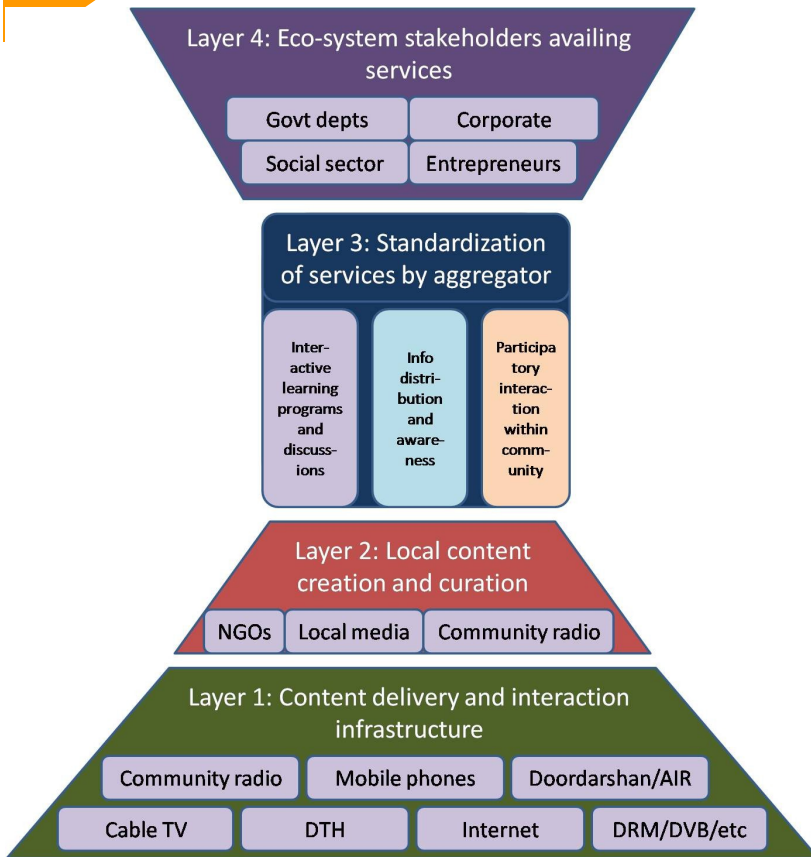 Layer 4: Eco-system stakeholders availing
services
Govt depts
Corporate
Social sector
Entrepreneurs
Layer 3: Standardization
of services by aggregator
Inter-
active
learning
programs
and
discuss-
ions
Info
distri-
bution
and
aware-
ness
Participa
tory
interac-
tion
within
comm-
unity
Layer 2: Local content
creation and curation
NGOs
Local media
Community radio
Layer 1: Content delivery and interaction
infrastructure
Community radio
Mobile phones
Doordarshan/AIR
Cable TV
DTH
Internet
DRM/DVB/etc